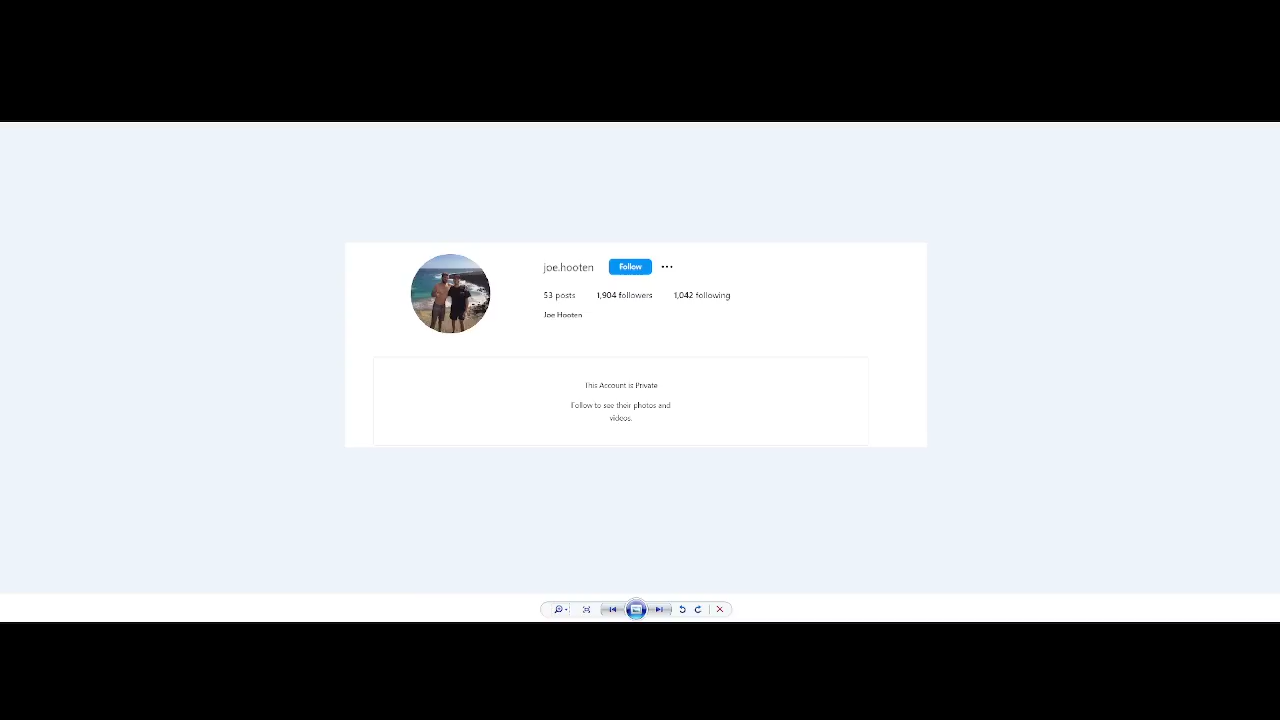 joe.hooten Follow
53 posts 1,904 followers 1,042 following
Joe Hooten
This Account is Private
Follow to see their photos and
videos.